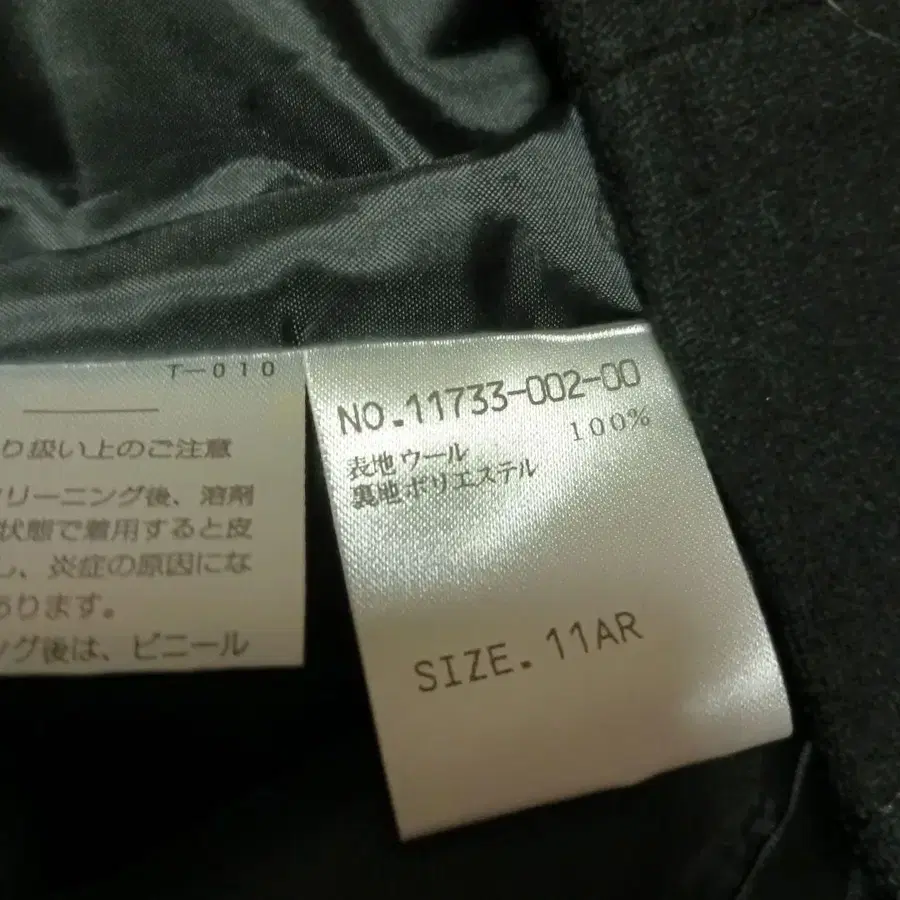 T-010
り扱い上のご注意
リーニング後、溶剤
状態で着用すると皮
し、炎症の原因にな
あります。
ング後は、ビニール
NO.11733-002-00
表地ウール 100%
裏地ポリエステル
SIZE. 11AR